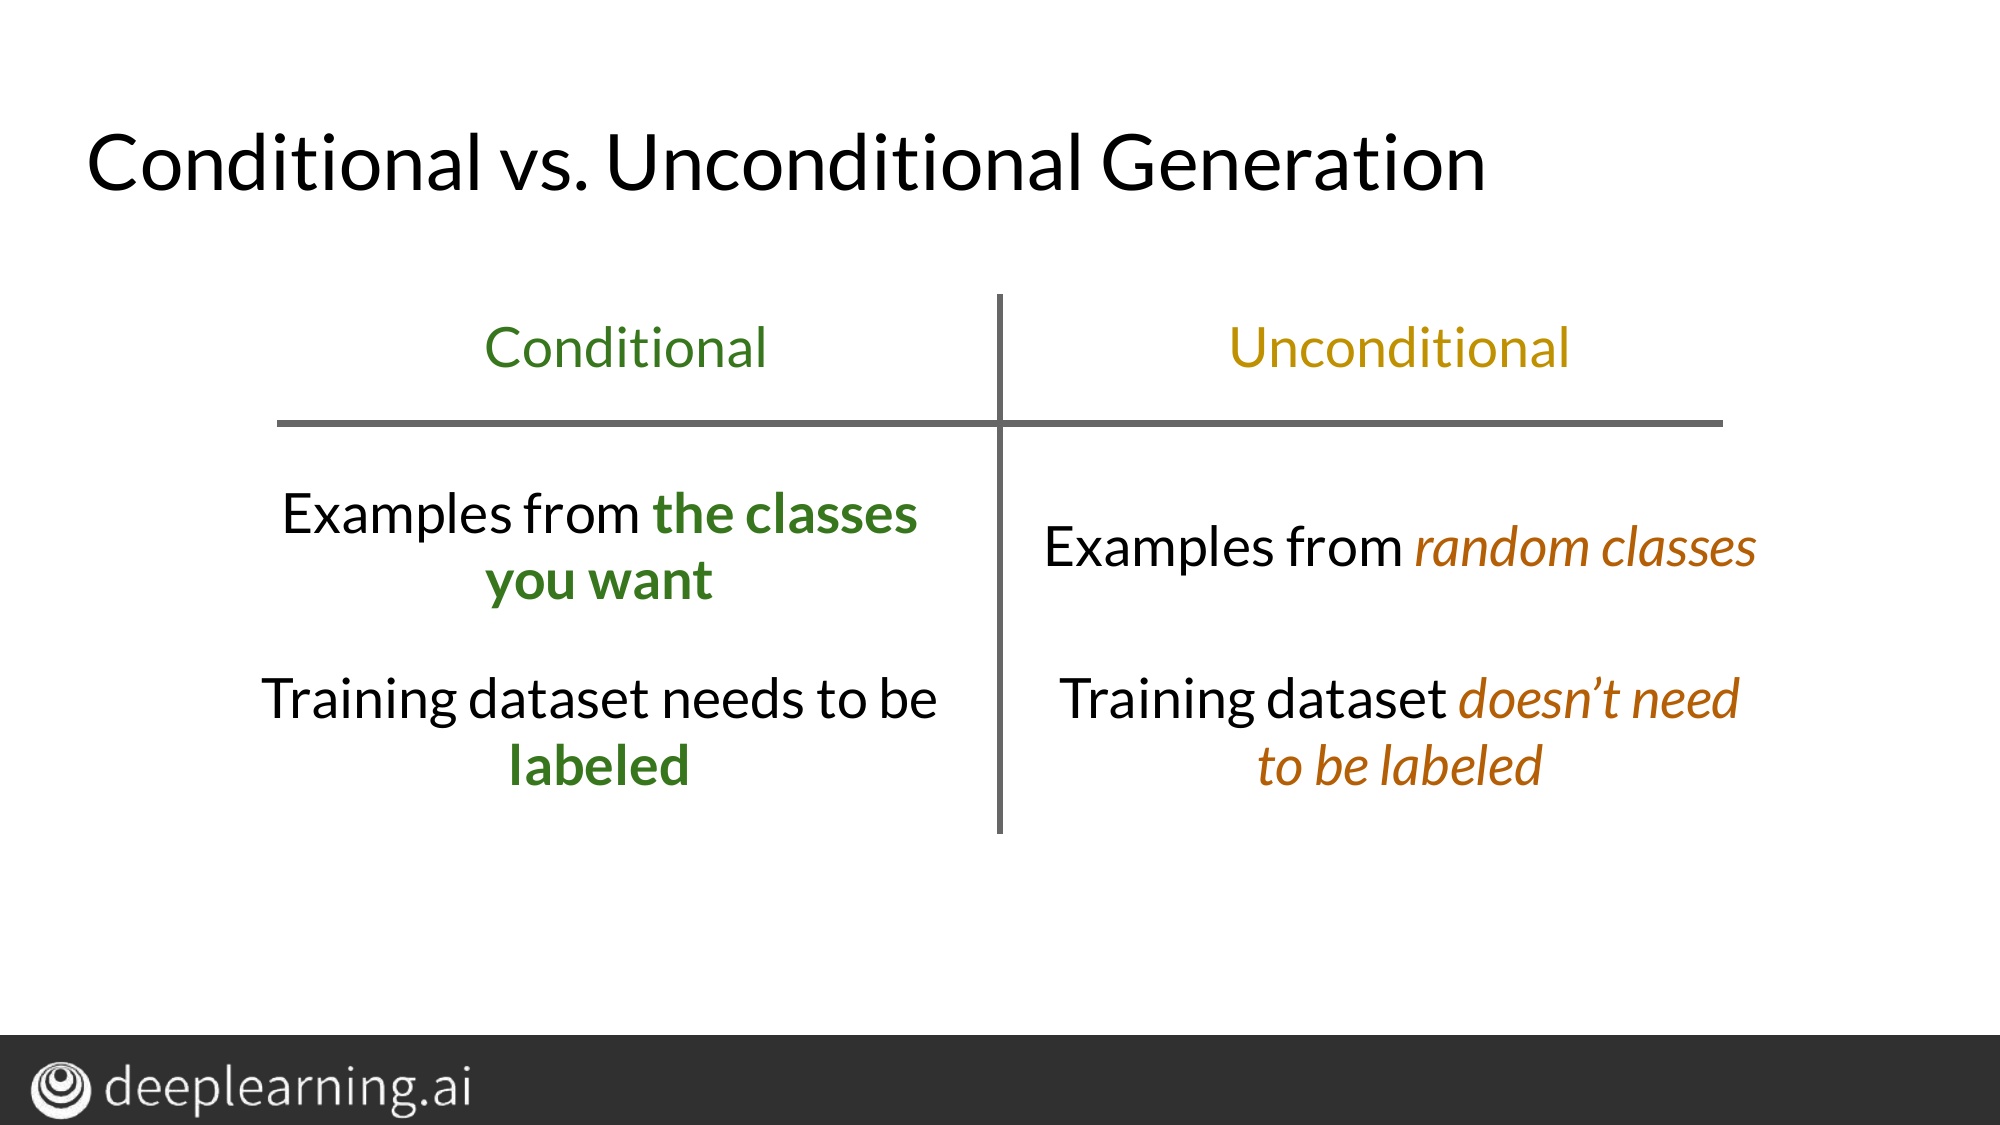 Conditional vs. Unconditional Generation
Conditional
Unconditional
Examples from the classes
you want
Examples from random classes
Training dataset needs to be
labeled
Training dataset doesn’t need
to be labeled
deeplearning.ai